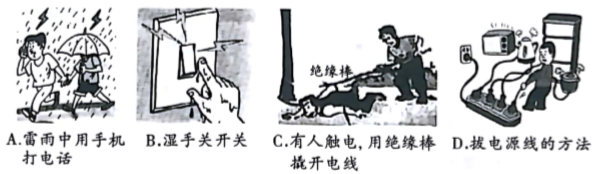 绝缘棒
A.雷雨中用手机
打电话
B.湿手关开关
C.有人触电,用绝缘棒
撬开电线
D.拔电源线的方法